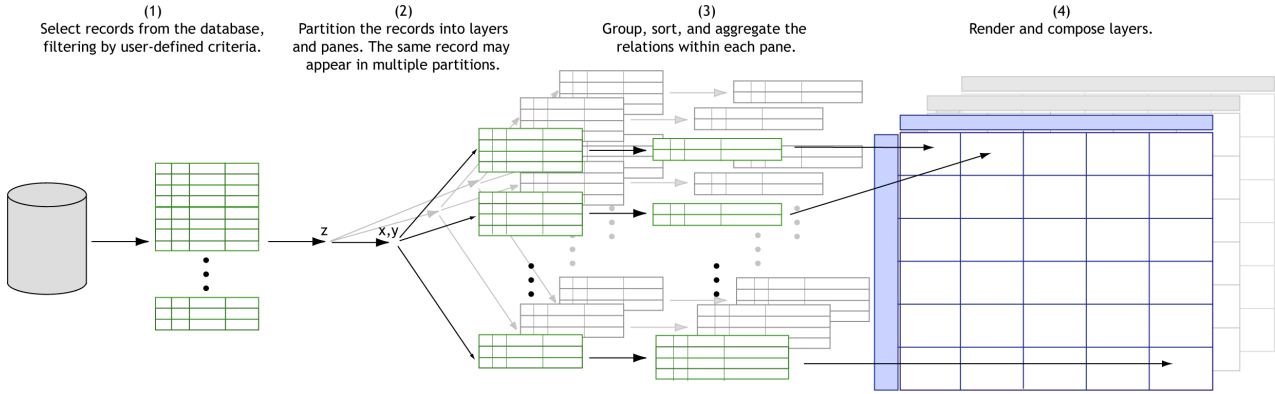 (1)
Select records from the database,
filtering by user-defined criteria.
(2)
Partition the records into layers
and panes. The same record may
appear in multiple partitions.
(3)
Group, sort, and aggregate the
relations within each pane.
(4)
Render and compose layers.
z
x,y